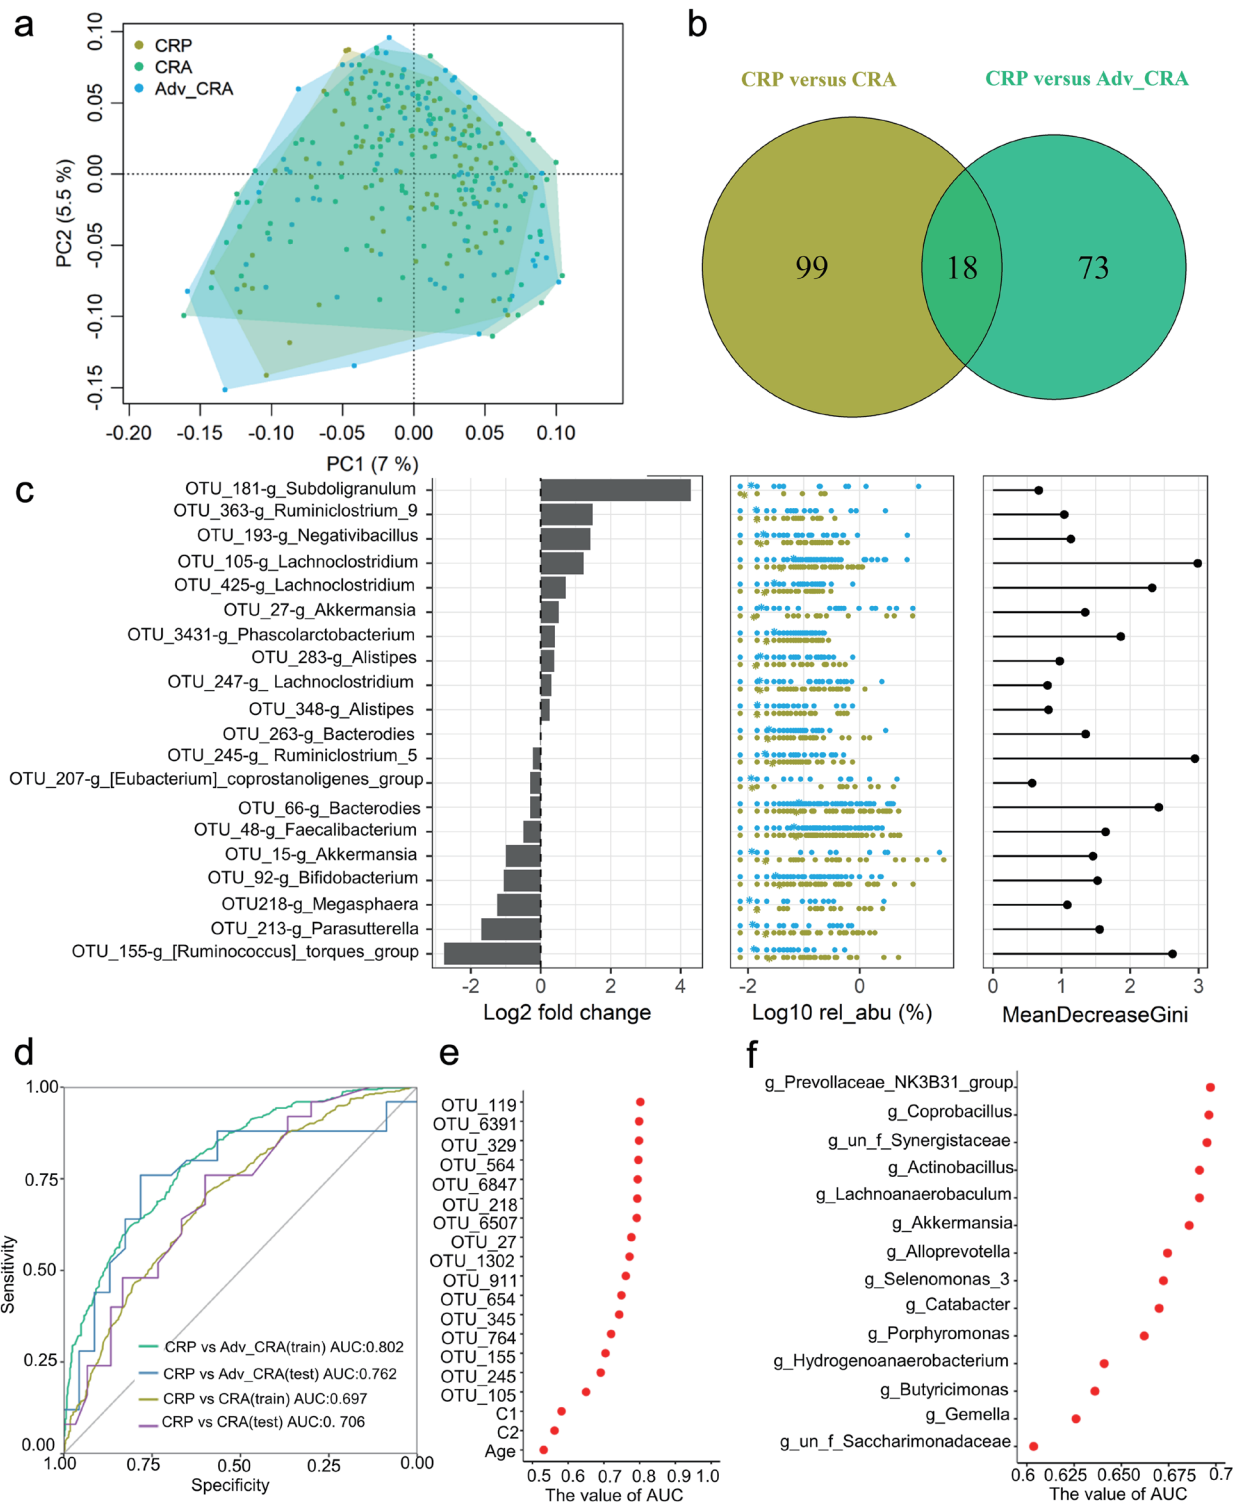 a
CRP
CRA
Adv_CRA
0.10
0.05
0.00
-0.05
-0.10
-0.15
PC2 (5.5 %)
-0.20
-0.15
-0.10
-0.05
0.00
0.05
0.10
PC1 (7 %)
b
CRP versus CRA
CRP versus Adv_CRA
99
18
73
c
OTU_181-g_Subdoligranulum
OTU_363-g_Ruminiclostrium_9
OTU_193-g_Negativibacillus
OTU_105-g_Lachnoclostridium
OTU_425-g_Lachnoclostridium
OTU_27-g_Akkermansia
OTU_3431-g_Phascolarctobacterium
OTU_283-g_Alistipes
OTU_247-g_ Lachnoclostridium
OTU_348-g_Alistipes
OTU_263-g_Bacterodies
OTU_245-g_ Ruminiclostrium_5
OTU_207-g_[Eubacterium]_coprostanoligenes_group
OTU_66-g_Bacterodies
OTU_48-g_Faecalibacterium
OTU_15-g_Akkermansia
OTU_92-g_Bifidobacterium
OTU218-g_Megasphaera
OTU_213-g_Parasutterella
OTU_155-g_[Ruminococcus]_torques_group
-2
0
2
4
Log2 fold change
-2
0
Log10 rel_abu (%)
0
1
2
3
MeanDecreaseGini
d
1.00
0.75
0.50
0.25
0.00
Sensitivity
CRP vs Adv_CRA(train) AUC:0.802
CRP vs Adv_CRA(test) AUC:0.762
CRP vs CRA(train) AUC:0.697
CRP vs CRA(test) AUC:0. 706
1.00
0.75
0.50
0.25
0.00
Specificity
e
OTU_119
OTU_6391
OTU_329
OTU_564
OTU_6847
OTU_218
OTU_6507
OTU_27
OTU_1302
OTU_911
OTU_654
OTU_345
OTU_764
OTU_155
OTU_245
OTU_105
C1
C2
Age
0.5
0.6
0.7
0.8
0.9
1.0
The value of AUC
f
g_Prevollaceae_NK3B31_group
g_Coprobacillus
g_un_f_Synergistaceae
g_Actinobacillus
g_Lachnoanaerobaculum
g_Akkermansia
g_Alloprevotella
g_Selenomonas_3
g_Catabacter
g_Porphyromonas
g_Hydrogenoanaerobacterium
g_Butyricimonas
g_Gemella
g_un_f_Saccharimonadaceae
0.6
0.625
0.650
0.675
0.7
The value of AUC